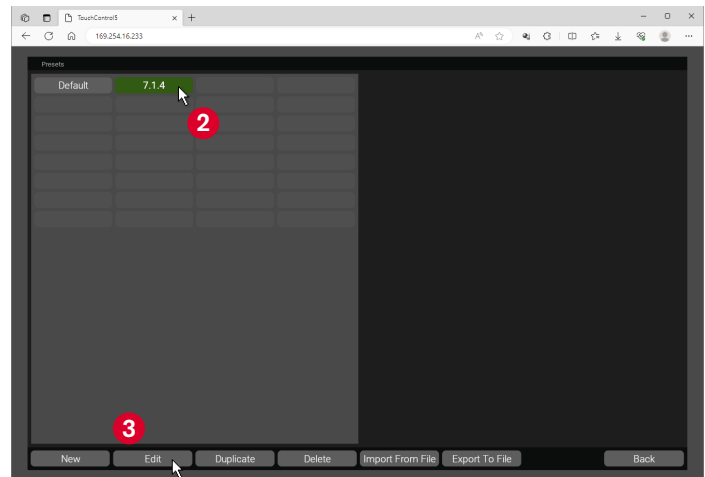 TouchControl5
169.254.16.233
Presets
Default 7.1.4
2
3
New Edit Duplicate Delete Import From File Export To File Back